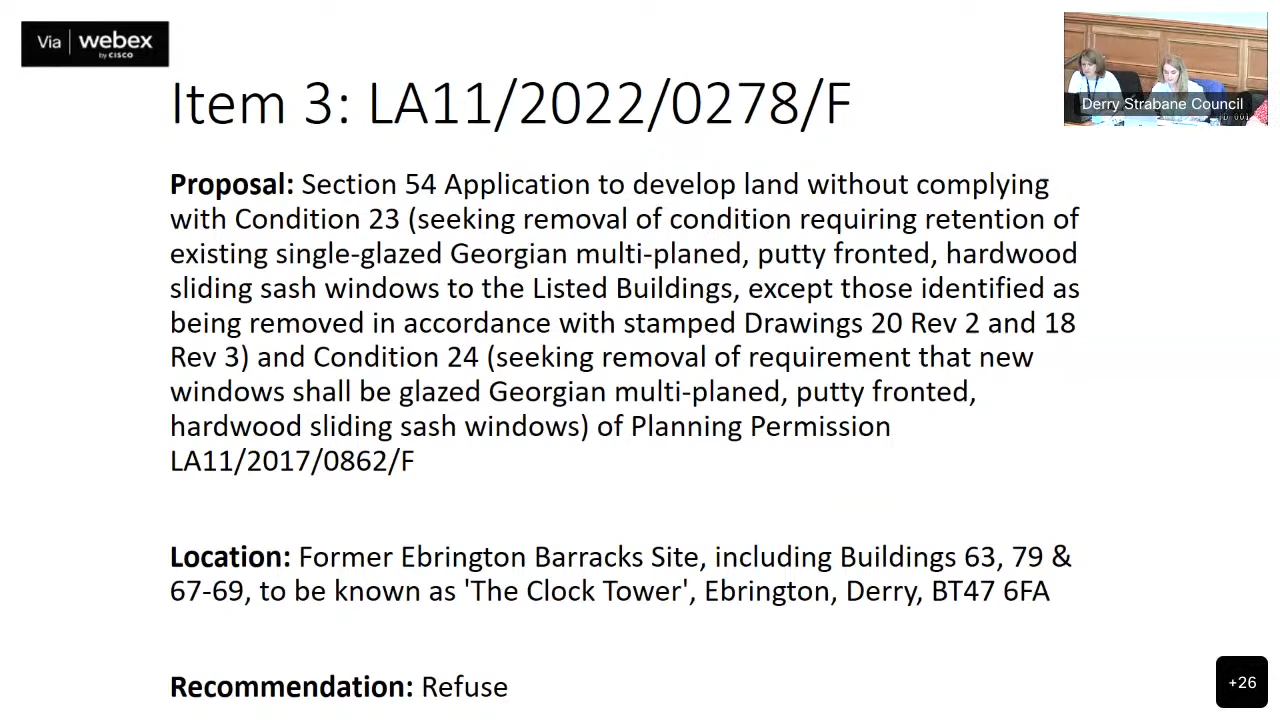 Via | webex
by CISCO
Item 3: LA11/2022/0278/F
Derry Strabane Council
Proposal: Section 54 Application to develop land without complying
with Condition 23 (seeking removal of condition requiring retention of
existing single-glazed Georgian multi-planed, putty fronted, hardwood
sliding sash windows to the Listed Buildings, except those identified as
being removed in accordance with stamped Drawings 20 Rev 2 and 18
Rev 3) and Condition 24 (seeking removal of requirement that new
windows shall be glazed Georgian multi-planed, putty fronted,
hardwood sliding sash windows) of Planning Permission
LA11/2017/0862/F
Location: Former Ebrington Barracks Site, including Buildings 63, 79 &
67-69, to be known as 'The Clock Tower', Ebrington, Derry, BT47 6FA
Recommendation: Refuse
+26